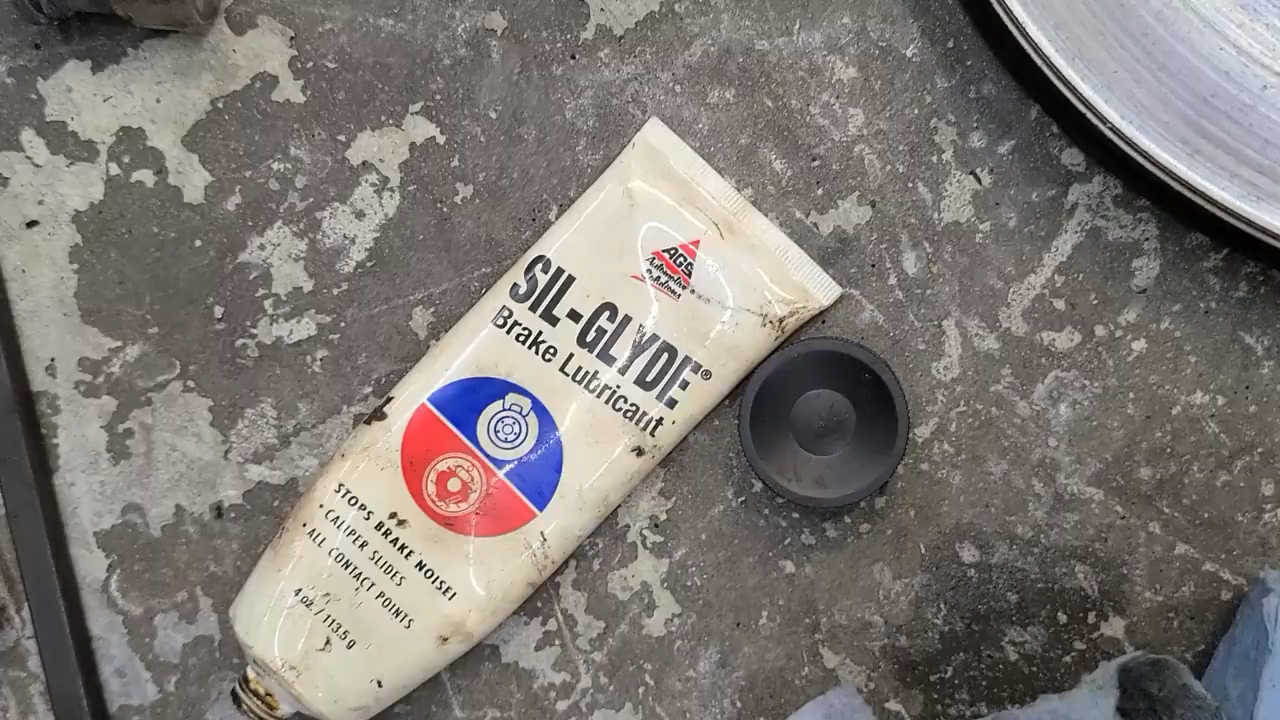 AGS
Automotive
Solutions
SIL-GLYDE®
Brake Lubricant
STOPS BRAKE NOISE!
• CALIPER SLIDES
• ALL CONTACT POINTS
4 oz. / 113.5 g